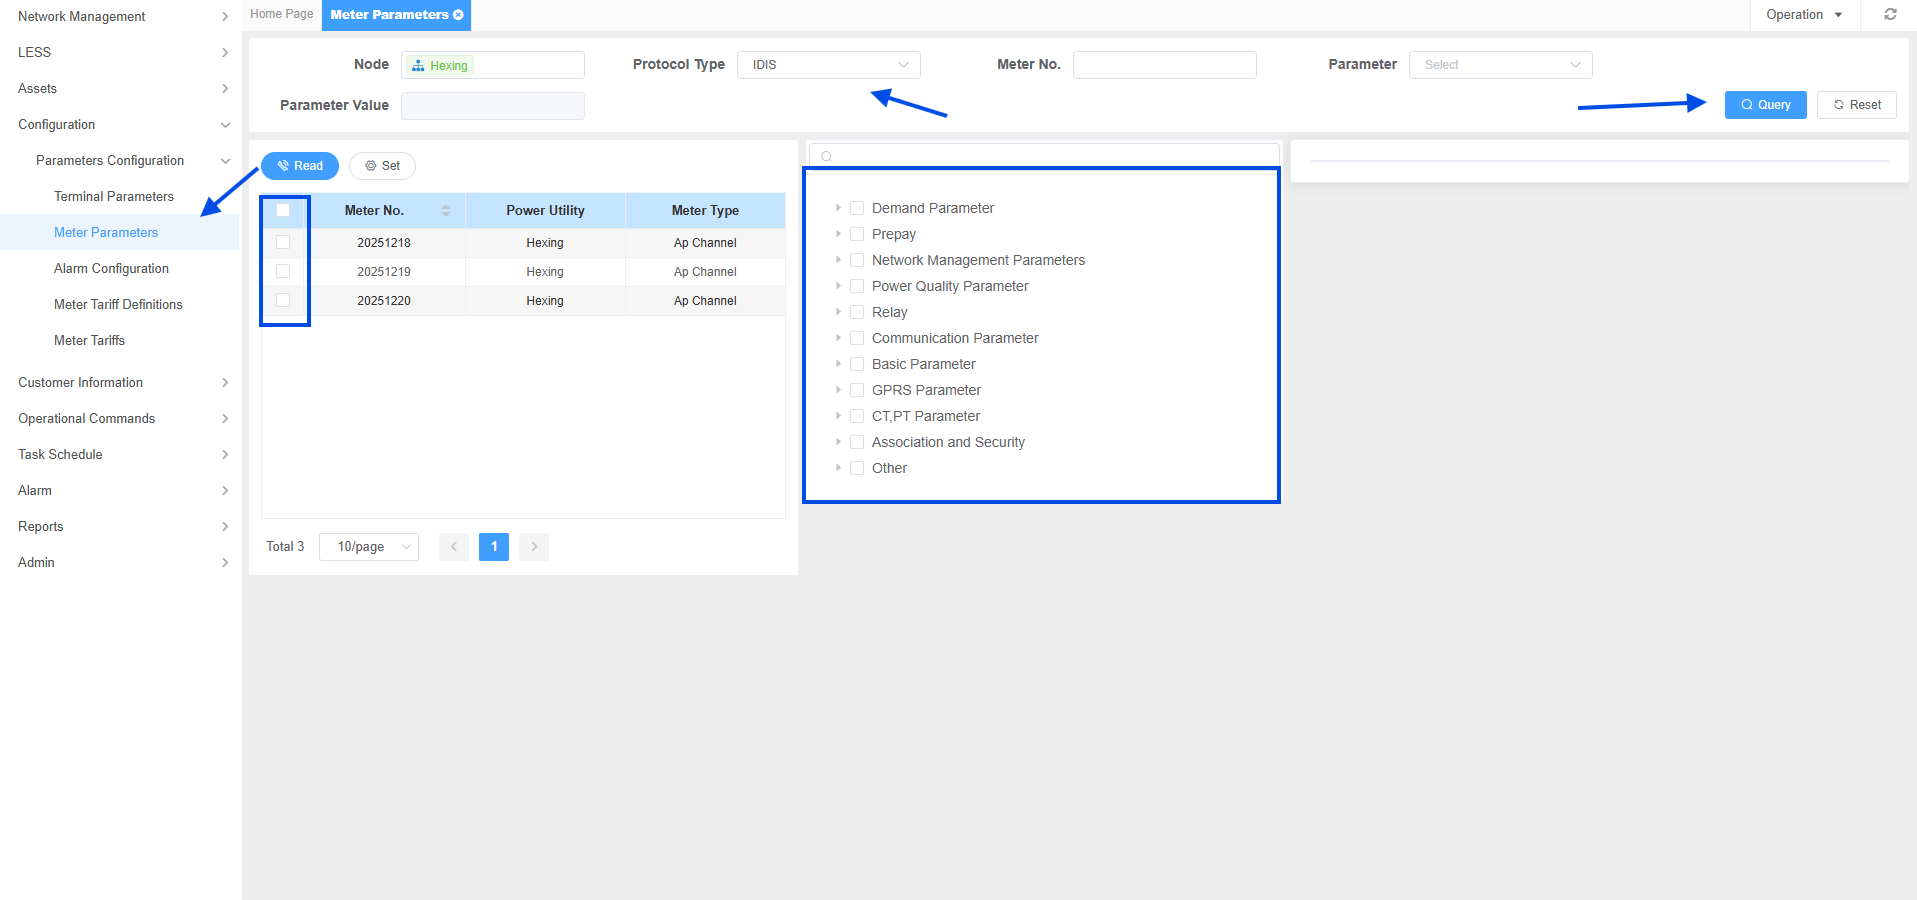 Network Management
LESS
Assets
Configuration
Parameters Configuration
Terminal Parameters
Meter Parameters
Alarm Configuration
Meter Tariff Definitions
Meter Tariffs
Customer Information
Operational Commands
Task Schedule
Alarm
Reports
Admin
Home Page Meter Parameters Operation
Node Hexing Protocol Type IDIS Meter No. Parameter Select
Parameter Value Query Reset
Read Set
Meter No. Power Utility Meter Type
20251218 Hexing Ap Channel
20251219 Hexing Ap Channel
20251220 Hexing Ap Channel
Total 3 10/page 1
Demand Parameter
Prepay
Network Management Parameters
Power Quality Parameter
Relay
Communication Parameter
Basic Parameter
GPRS Parameter
CT,PT Parameter
Association and Security
Other